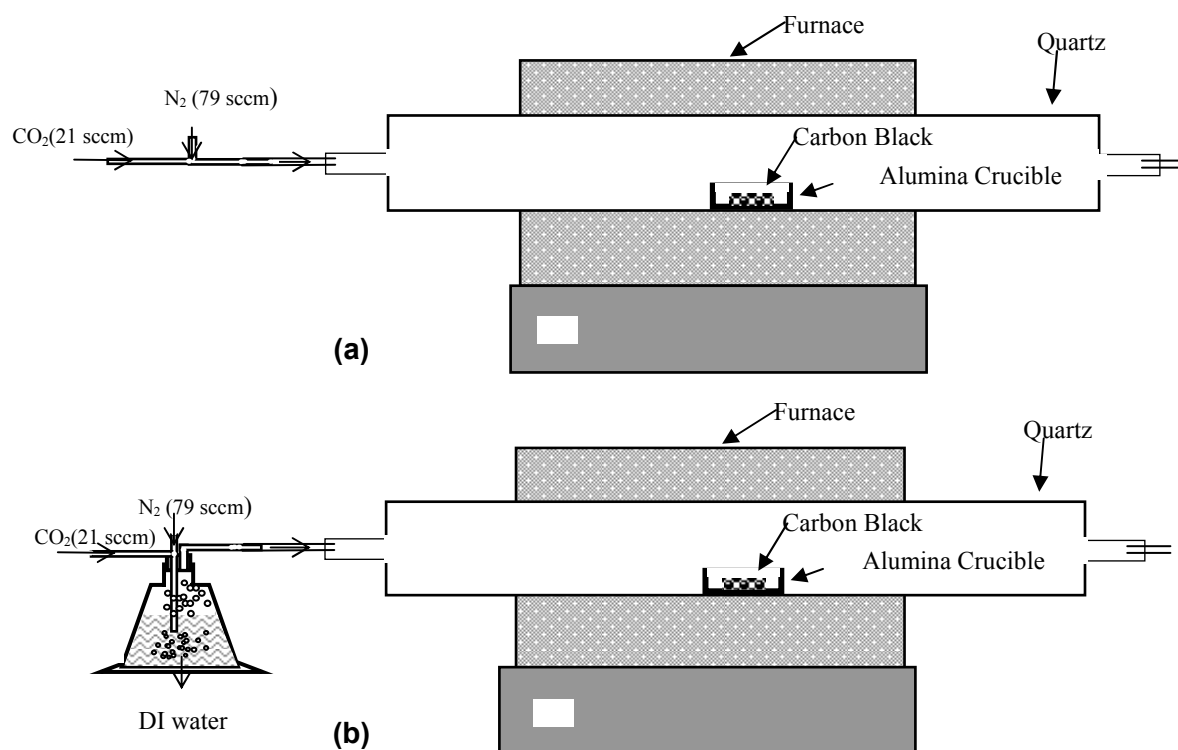 Furnace
Quartz
N₂ (79 sccm)
CO₂(21 sccm)
Carbon Black
Alumina Crucible
(a)
Furnace
Quartz
N₂ (79 sccm)
CO₂(21 sccm)
Carbon Black
Alumina Crucible
DI water
(b)